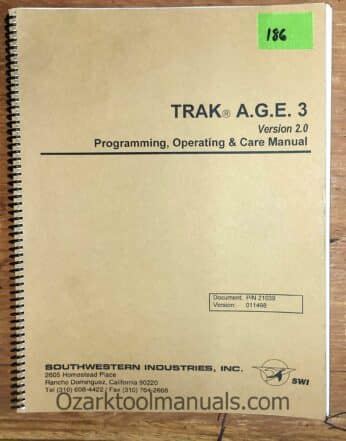 186
TRAK® A.G.E. 3
Version 2.0
Programming, Operating & Care Manual
Document: P/N 21039
Version: 011498
SOUTHWESTERN INDUSTRIES, INC.
2605 Homestead Place
Rancho Dominguez, California 90220
Tel (310) 608-4422 / Fax (310) 764-2668
SWI
Ozarktoolmanuals.com